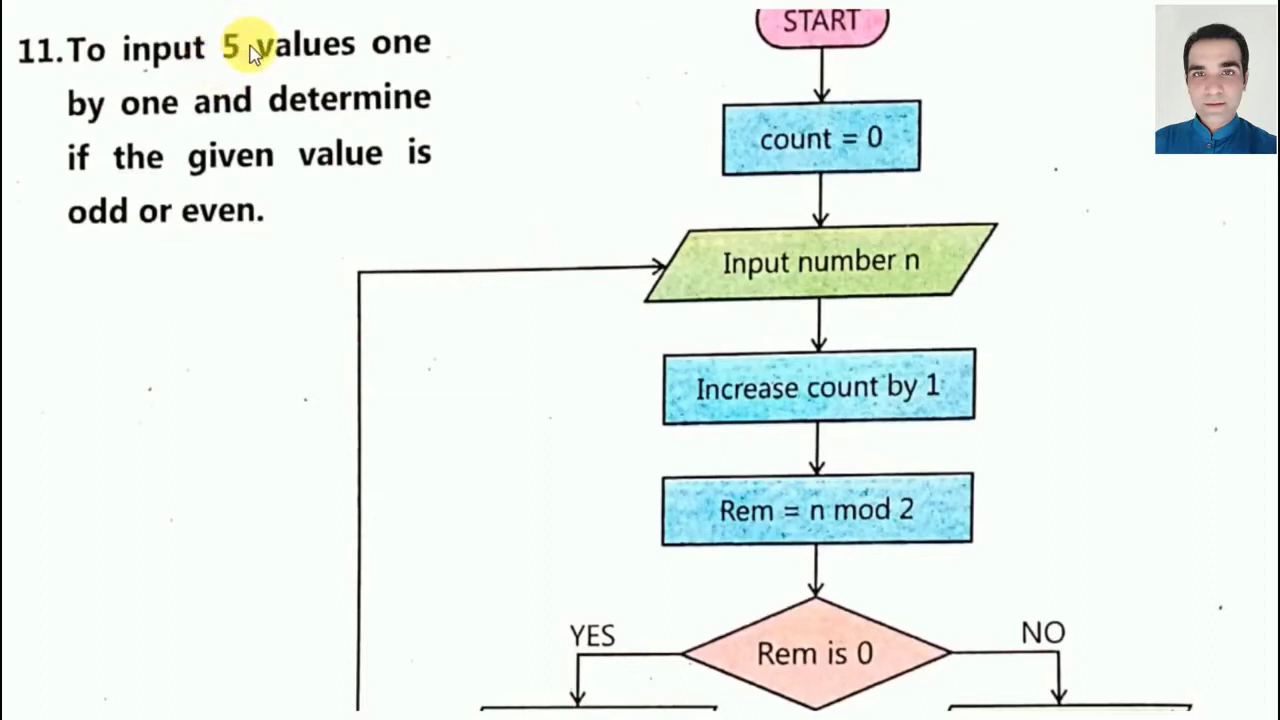 11.To input 5 values one
by one and determine
if the given value is
odd or even.
START
count = 0
Input number n
Increase count by 1
Rem = n mod 2
Rem is 0
YES
NO